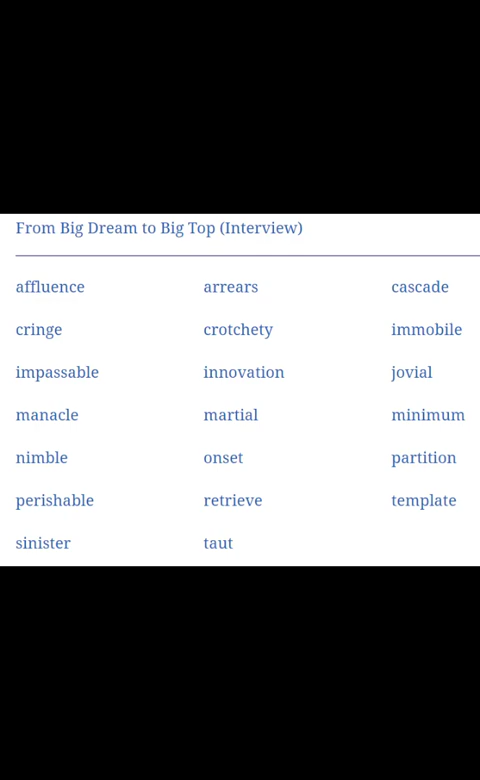 From Big Dream to Big Top (Interview)
affluence arrears cascade
cringe crotchety immobile
impassable innovation jovial
manacle martial minimum
nimble onset partition
perishable retrieve template
sinister taut